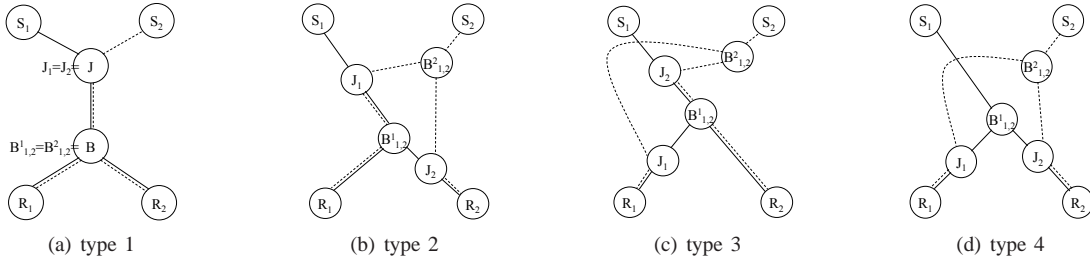 S₁ S₂
J₁=J₂= J
B¹₁,₂=B²₁,₂= B
R₁ R₂
(a) type 1
S₁ S₂
B²₁,₂
J₁
B¹₁,₂
J₂
R₁ R₂
(b) type 2
S₁ S₂
B²₁,₂
J₂
B¹₁,₂
J₁
R₁ R₂
(c) type 3
S₁ S₂
B²₁,₂
B¹₁,₂
J₁ J₂
R₁ R₂
(d) type 4